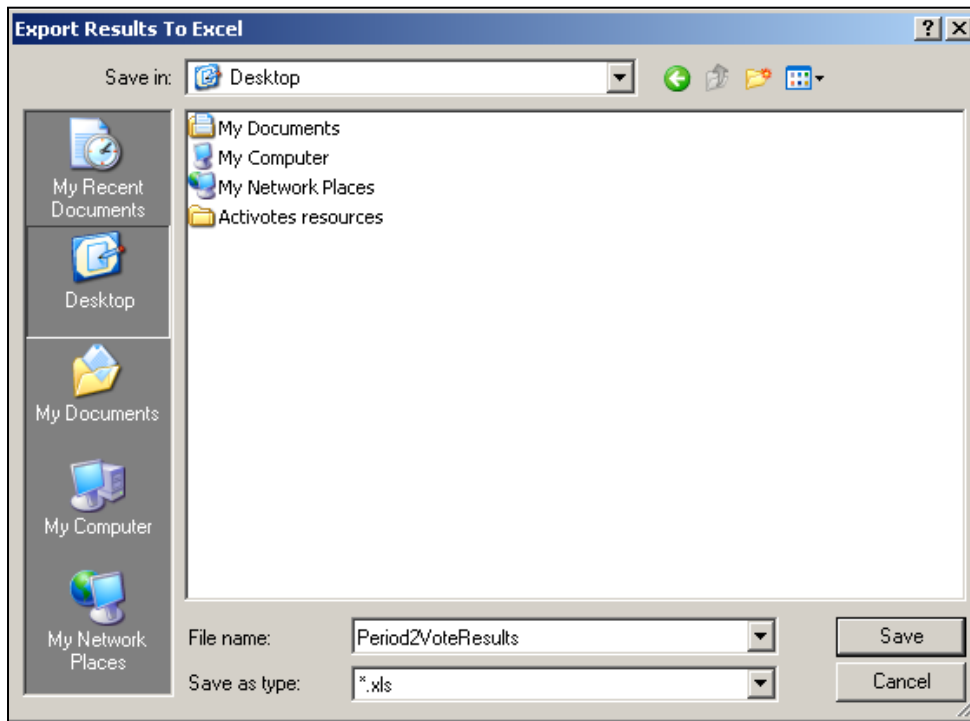 Export Results To Excel
Save in: Desktop
My Recent
Documents
Desktop
My Documents
My Computer
My Network
Places
My Documents
My Computer
My Network Places
Activotes resources
File name: Period2VoteResults Save
Save as type: *.xls Cancel